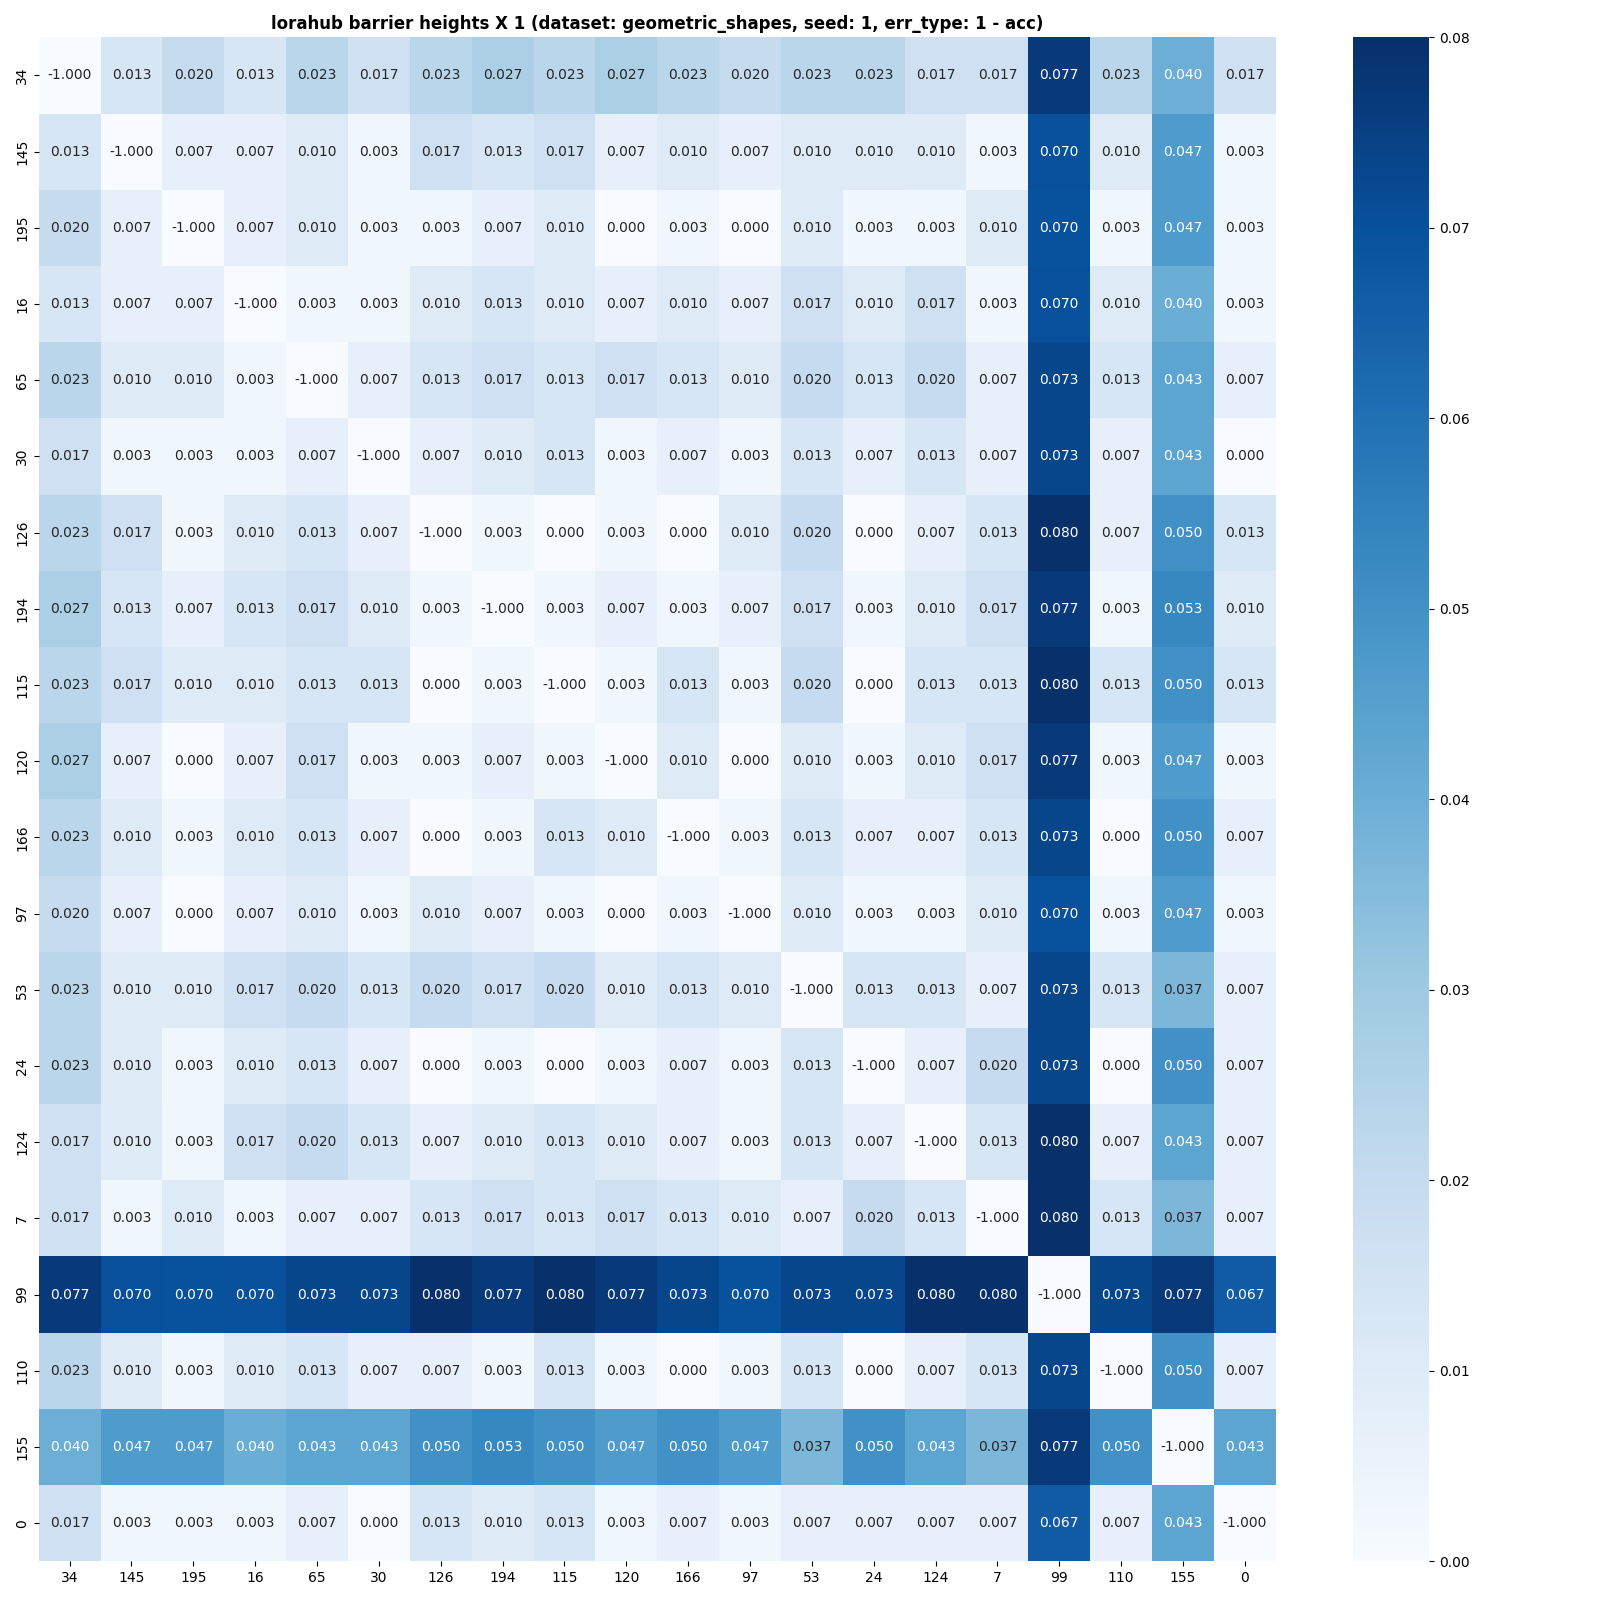 lorahub barrier heights X 1 (dataset: geometric_shapes, seed: 1, err_type: 1 - acc)
34 -1.000 0.013 0.020 0.013 0.023 0.017 0.023 0.027 0.023 0.027 0.023 0.020 0.023 0.023 0.017 0.017 0.077 0.023 0.040 0.017
145 0.013 -1.000 0.007 0.007 0.010 0.003 0.017 0.013 0.017 0.007 0.010 0.007 0.010 0.010 0.010 0.003 0.070 0.010 0.047 0.003
195 0.020 0.007 -1.000 0.007 0.010 0.003 0.003 0.007 0.010 0.000 0.003 0.000 0.010 0.003 0.003 0.010 0.070 0.003 0.047 0.003
16 0.013 0.007 0.007 -1.000 0.003 0.003 0.010 0.013 0.010 0.007 0.010 0.007 0.017 0.010 0.017 0.003 0.070 0.010 0.040 0.003
65 0.023 0.010 0.010 0.003 -1.000 0.007 0.013 0.017 0.013 0.017 0.013 0.010 0.020 0.013 0.020 0.007 0.073 0.013 0.043 0.007
30 0.017 0.003 0.003 0.003 0.007 -1.000 0.007 0.010 0.013 0.003 0.007 0.003 0.013 0.007 0.013 0.007 0.073 0.007 0.043 0.000
126 0.023 0.017 0.003 0.010 0.013 0.007 -1.000 0.003 0.000 0.003 0.000 0.010 0.020 0.000 0.007 0.013 0.080 0.007 0.050 0.013
194 0.027 0.013 0.007 0.013 0.017 0.010 0.003 -1.000 0.003 0.007 0.003 0.007 0.017 0.003 0.010 0.017 0.077 0.003 0.053 0.010
115 0.023 0.017 0.010 0.010 0.013 0.013 0.000 0.003 -1.000 0.003 0.013 0.003 0.020 0.000 0.013 0.013 0.080 0.013 0.050 0.013
120 0.027 0.007 0.000 0.007 0.017 0.003 0.003 0.007 0.003 -1.000 0.010 0.000 0.010 0.003 0.010 0.017 0.077 0.003 0.047 0.003
166 0.023 0.010 0.003 0.010 0.013 0.007 0.000 0.003 0.013 0.010 -1.000 0.003 0.013 0.007 0.007 0.013 0.073 0.000 0.050 0.007
97 0.020 0.007 0.000 0.007 0.010 0.003 0.010 0.007 0.003 0.000 0.003 -1.000 0.010 0.003 0.003 0.010 0.070 0.003 0.047 0.003
53 0.023 0.010 0.010 0.017 0.020 0.013 0.020 0.017 0.020 0.010 0.013 0.010 -1.000 0.013 0.013 0.007 0.073 0.013 0.037 0.007
24 0.023 0.010 0.003 0.010 0.013 0.007 0.000 0.003 0.000 0.003 0.007 0.003 0.013 -1.000 0.007 0.020 0.073 0.000 0.050 0.007
124 0.017 0.010 0.003 0.017 0.020 0.013 0.007 0.010 0.013 0.010 0.007 0.003 0.013 0.007 -1.000 0.013 0.080 0.007 0.043 0.007
7 0.017 0.003 0.010 0.003 0.007 0.007 0.013 0.017 0.013 0.017 0.013 0.010 0.007 0.020 0.013 -1.000 0.080 0.013 0.037 0.007
99 0.077 0.070 0.070 0.070 0.073 0.073 0.080 0.077 0.080 0.077 0.073 0.070 0.073 0.073 0.080 0.080 -1.000 0.073 0.077 0.067
110 0.023 0.010 0.003 0.010 0.013 0.007 0.007 0.003 0.013 0.003 0.000 0.003 0.013 0.000 0.007 0.013 0.073 -1.000 0.050 0.007
155 0.040 0.047 0.047 0.040 0.043 0.043 0.050 0.053 0.050 0.047 0.050 0.047 0.037 0.050 0.043 0.037 0.077 0.050 -1.000 0.043
0 0.017 0.003 0.003 0.003 0.007 0.000 0.013 0.010 0.013 0.003 0.007 0.003 0.007 0.007 0.007 0.007 0.067 0.007 0.043 -1.000
34 145 195 16 65 30 126 194 115 120 166 97 53 24 124 7 99 110 155 0
0.08
0.07
0.06
0.05
0.04
0.03
0.02
0.01
0.00